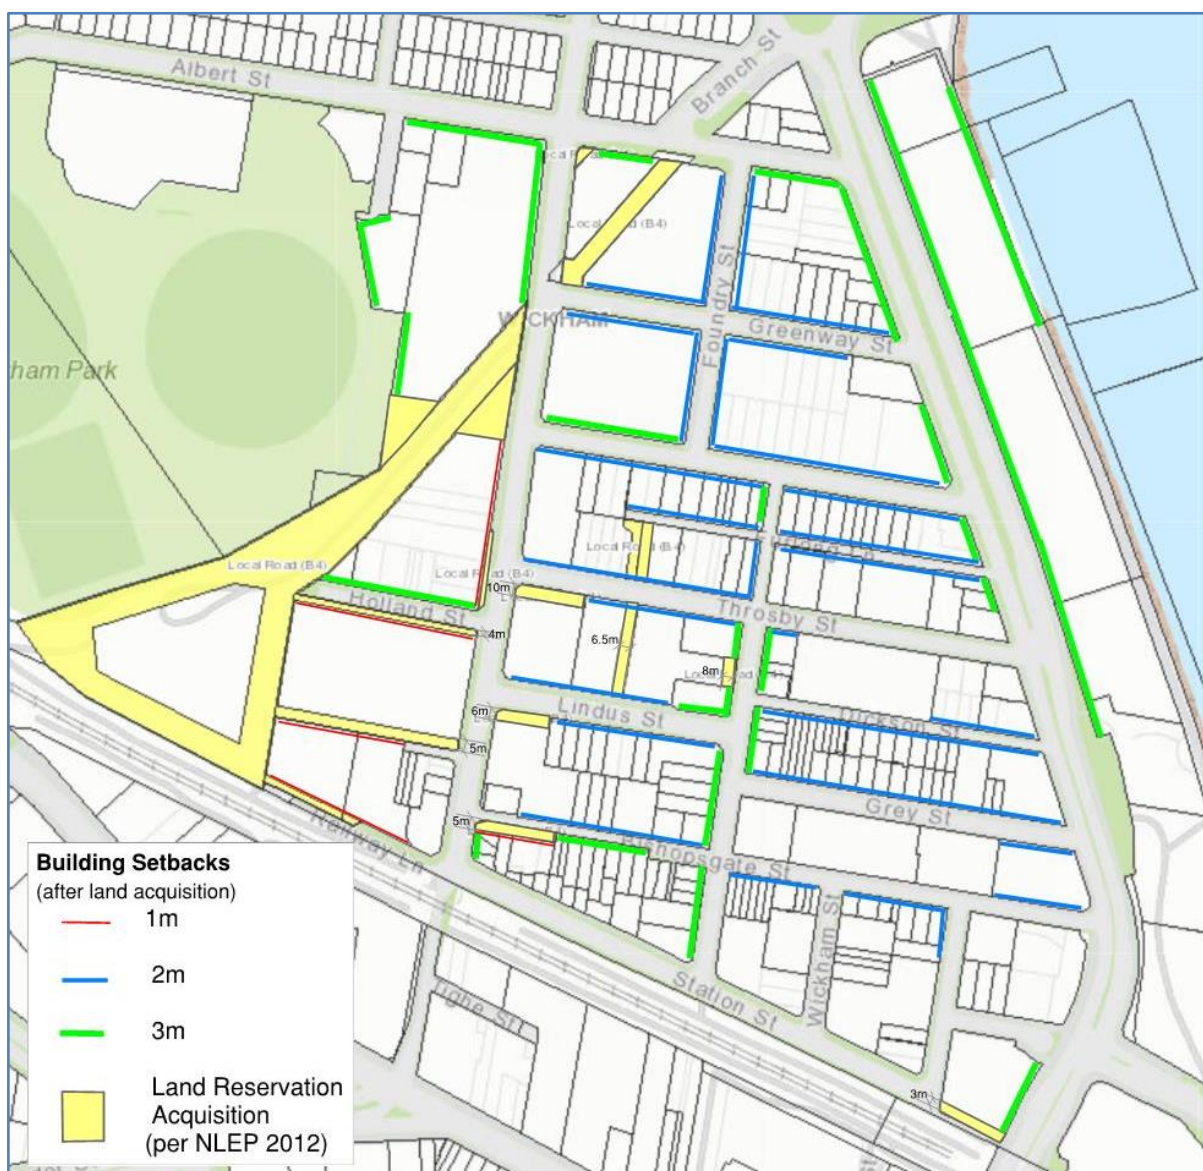 Albert St
Branch St
Local Road (B4)
Foundry St
WICKHAM
Greenway St
ham Park
Local Road (B4)
Local Road (B4)
Local Road (B4)
10m
Holland St
Throsby St
4m
6.5m
8m
6m
Lindus St
Dickson St
5m
Grey St
5m
Bishopsgate St
Railway Ln
Wickham St
Station St
Tighe St
3m
Building Setbacks
(after land acquisition)
1m
2m
3m
Land Reservation
Acquisition
(per NLEP 2012)